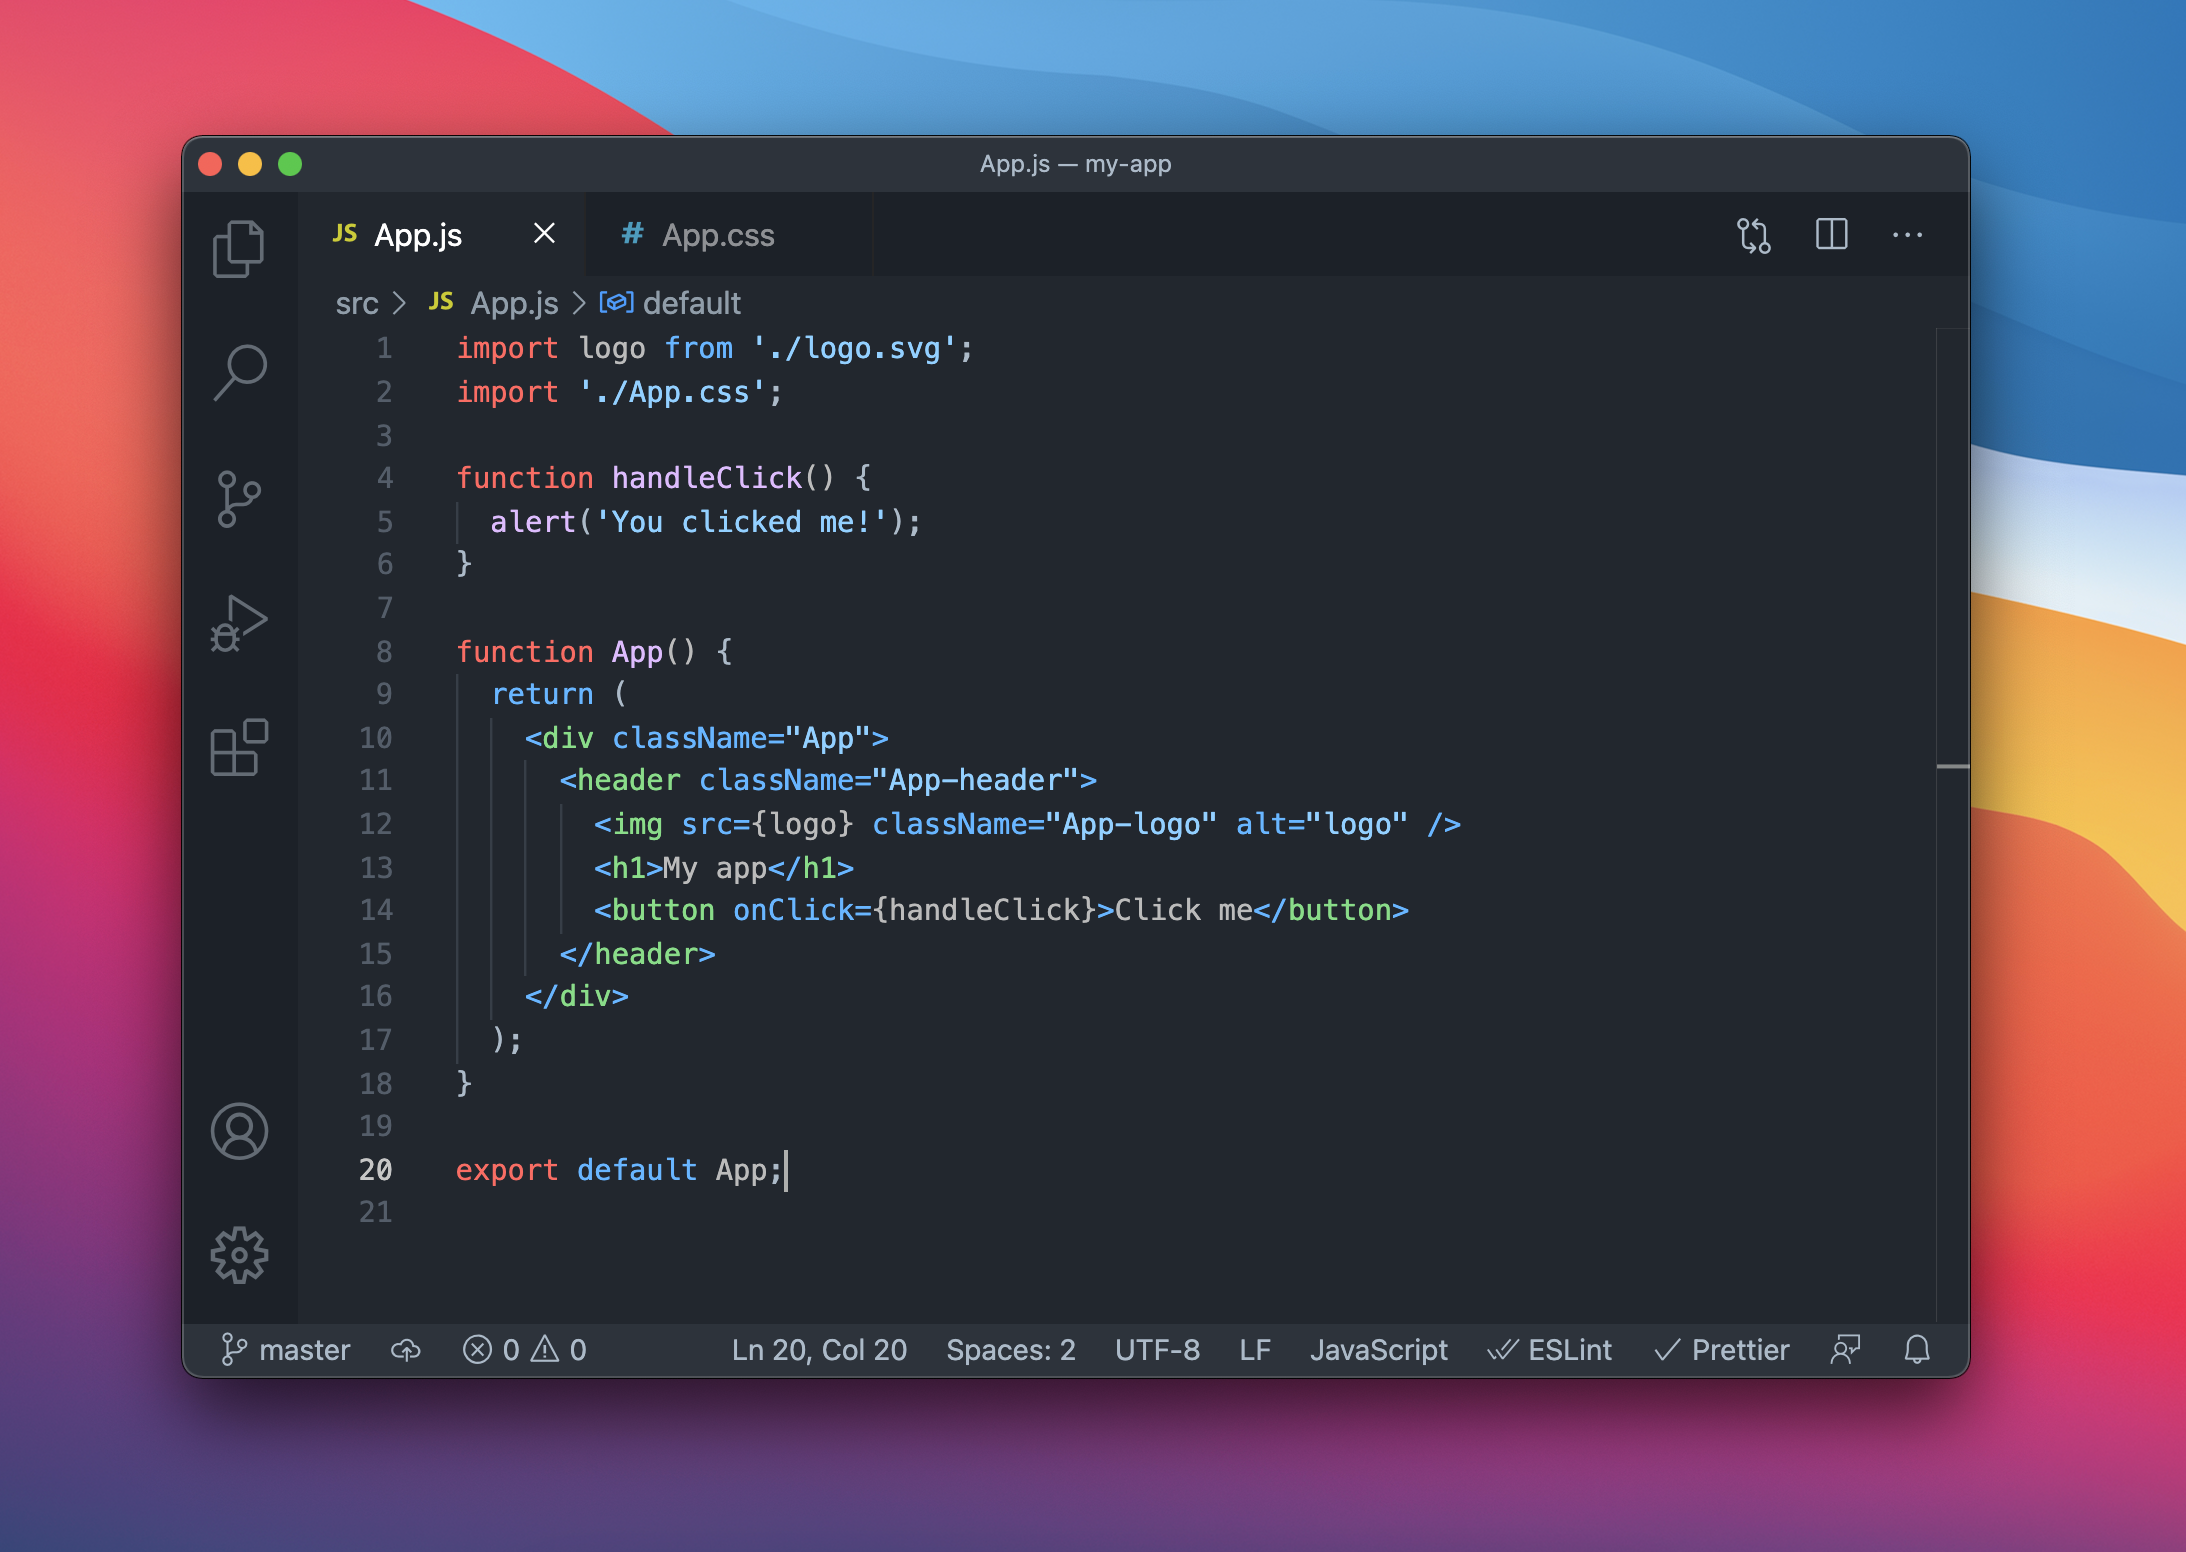 App.js — my-app
JS App.js # App.css
src JS App.js default
1 import logo from './logo.svg';
2 import './App.css';
3
4 function handleClick() {
5   alert('You clicked me!');
6 }
7
8 function App() {
9   return (
10     <div className="App">
11       <header className="App-header">
12         <img src={logo} className="App-logo" alt="logo" />
13         <h1>My app</h1>
14         <button onClick={handleClick}>Click me</button>
15       </header>
16     </div>
17   );
18 }
19
20 export default App;
21
master 0 0 Ln 20, Col 20 Spaces: 2 UTF-8 LF JavaScript ESLint Prettier